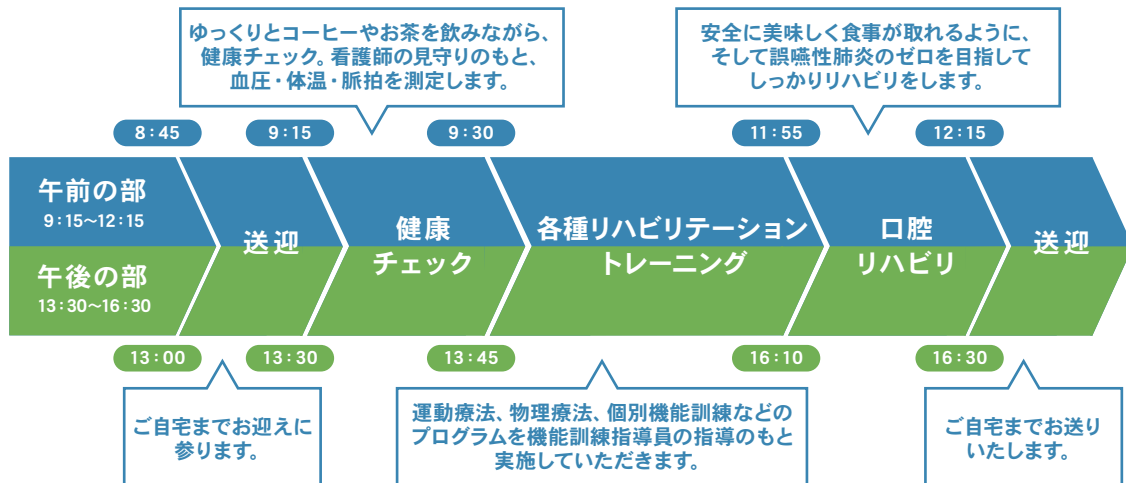 ゆっくりとコーヒーやお茶を飲みながら、
健康チェック。看護師の見守りのもと、
血圧・体温・脈拍を測定します。
安全に美味しく食事が取れるように、
そして誤嚥性肺炎のゼロを目指して
しっかりリハビリをします。
8：45
9：15
9：30
11：55
12：15
午前の部
9：15〜12：15
午後の部
13：30〜16：30
送迎
健康
チェック
各種リハビリテーション
トレーニング
口腔
リハビリ
送迎
13：00
13：30
13：45
16：10
16：30
ご自宅までお迎えに
参ります。
運動療法、物理療法、個別機能訓練などの
プログラムを機能訓練指導員の指導のもと
実施していただきます。
ご自宅までお送り
いたします。